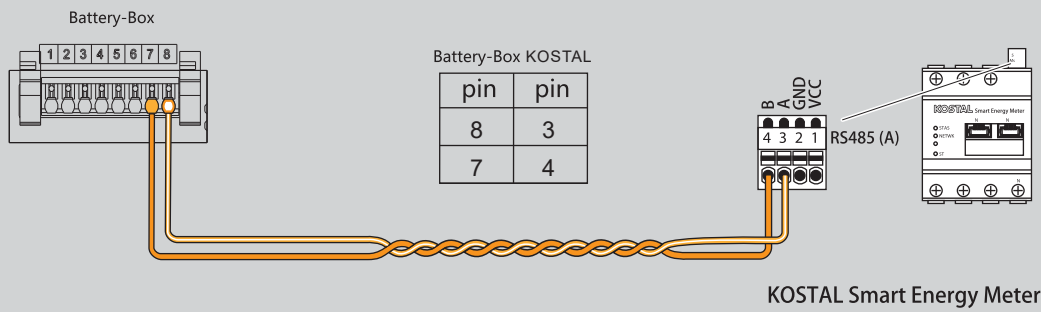 Battery-Box
1 2 3 4 5 6 7 8
Battery-Box KOSTAL
pin pin
8 3
7 4
B A GND VCC
4 3 2 1 RS485 (A)
KOSTAL Smart Energy Meter
N N
STAS
NETWK
ST
N
KOSTAL Smart Energy Meter